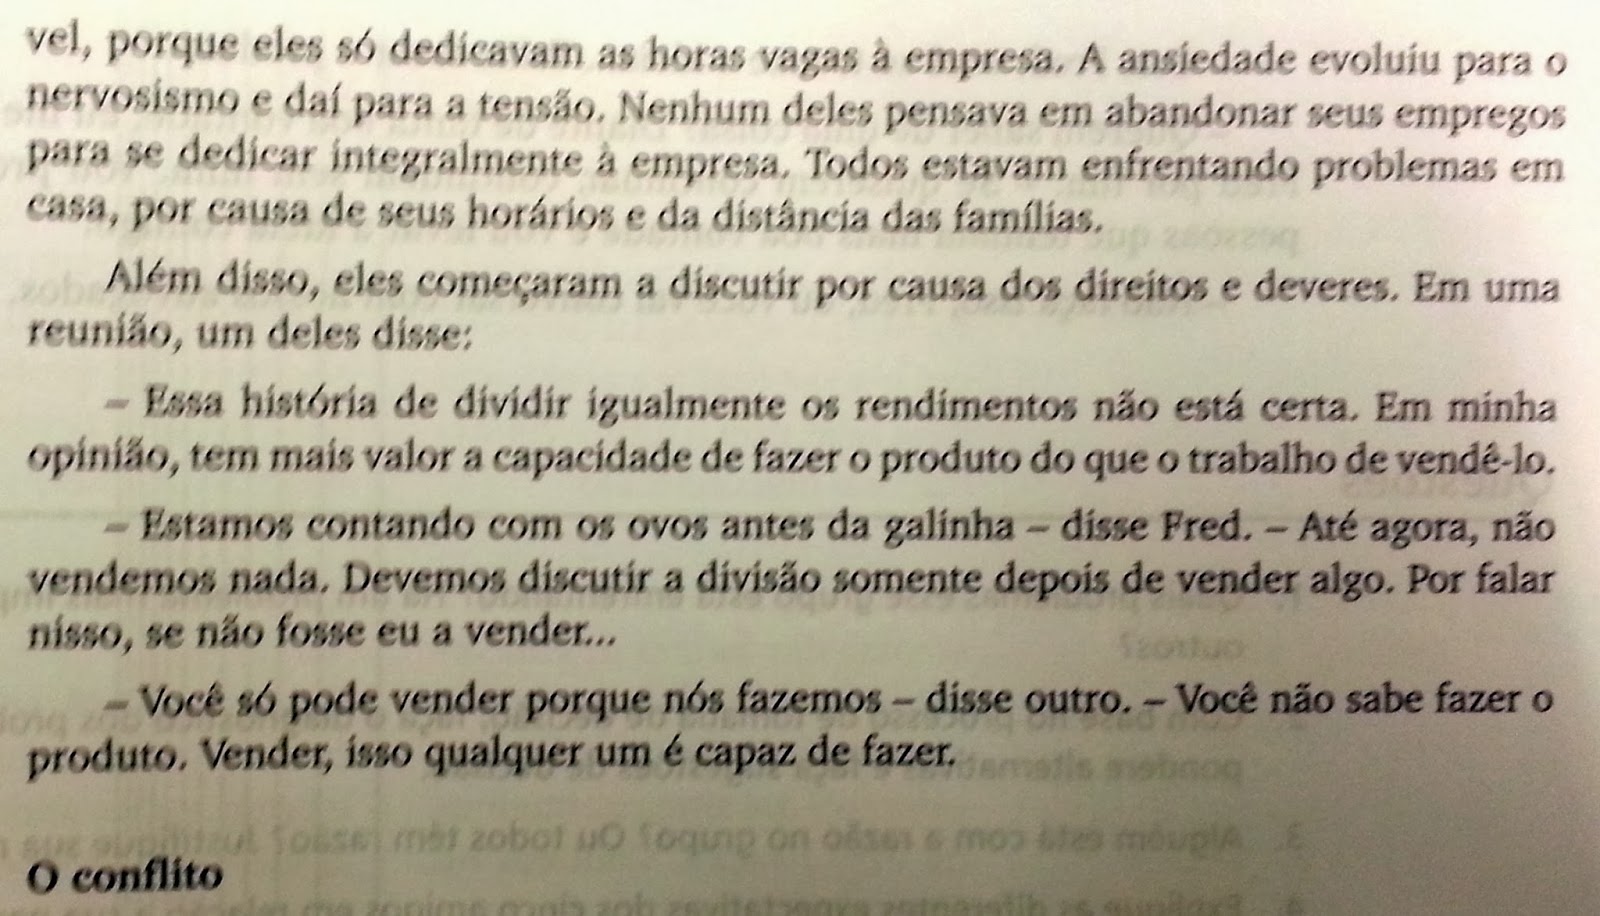 vel, porque eles só dedicavam as horas vagas à empresa. A ansiedade evoluiu para o
nervosismo e daí para a tensão. Nenhum deles pensava em abandonar seus empregos
para se dedicar integralmente à empresa. Todos estavam enfrentando problemas em
casa, por causa de seus horários e da distância das famílias.
Além disso, eles começaram a discutir por causa dos direitos e deveres. Em uma
reunião, um deles disse:
– Essa história de dividir igualmente os rendimentos não está certa. Em minha
opinião, tem mais valor a capacidade de fazer o produto do que o trabalho de vendê-lo.
– Estamos contando com os ovos antes da galinha – disse Fred. – Até agora, não
vendemos nada. Devemos discutir a divisão somente depois de vender algo. Por falar
nisso, se não fosse eu a vender...
– Você só pode vender porque nós fazemos – disse outro. – Você não sabe fazer o
produto. Vender, isso qualquer um é capaz de fazer.
O conflito